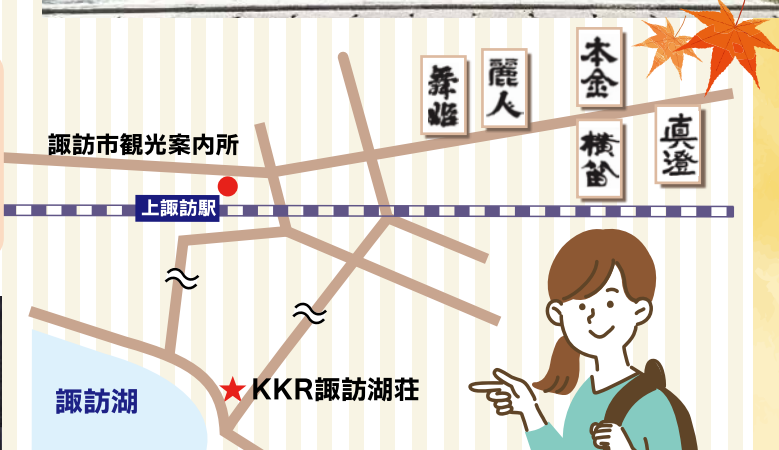 本金
麗人
舞姫
横笛
真澄
諏訪市観光案内所
上諏訪駅
KKR諏訪湖荘
諏訪湖